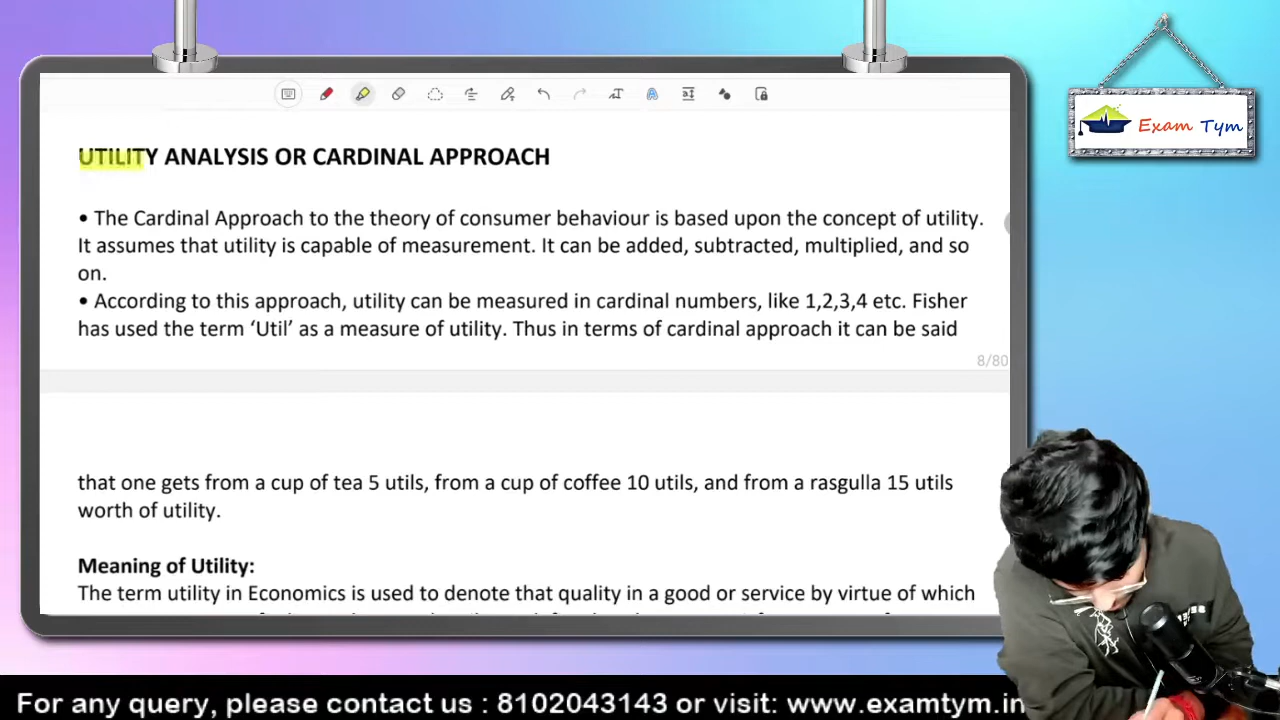 Exam Tym
UTILITY ANALYSIS OR CARDINAL APPROACH
• The Cardinal Approach to the theory of consumer behaviour is based upon the concept of utility.
It assumes that utility is capable of measurement. It can be added, subtracted, multiplied, and so
on.
• According to this approach, utility can be measured in cardinal numbers, like 1,2,3,4 etc. Fisher
has used the term ‘Util’ as a measure of utility. Thus in terms of cardinal approach it can be said
8/80
that one gets from a cup of tea 5 utils, from a cup of coffee 10 utils, and from a rasgulla 15 utils
worth of utility.
Meaning of Utility:
The term utility in Economics is used to denote that quality in a good or service by virtue of which
For any query, please contact us : 8102043143 or visit: www.examtym.in